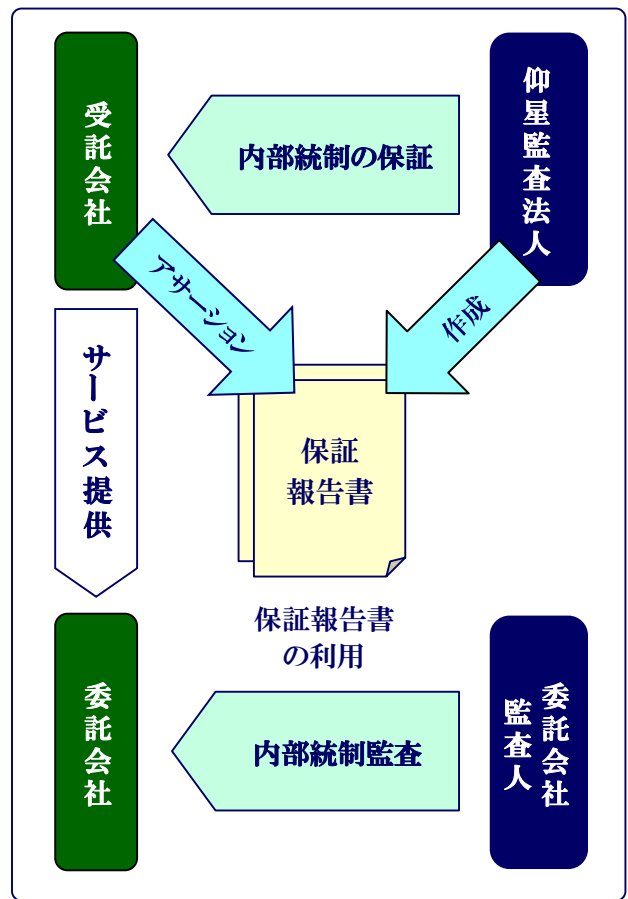 受託会社
内部統制の保証
仰星監査法人
アサーション
作成
サービス提供
保証
報告書
保証報告書
の利用
委託会社
内部統制監査
委託会社
監査人